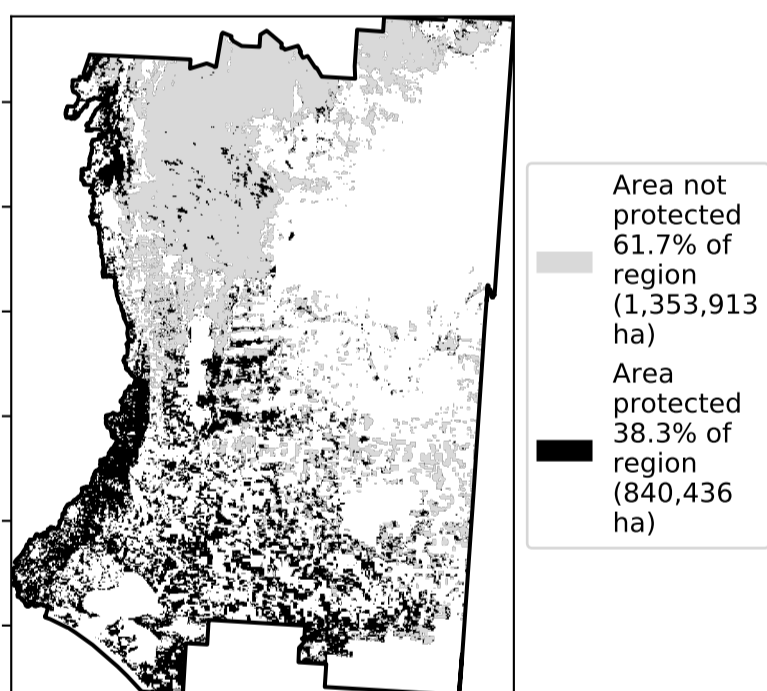 Area not
protected
61.7% of
region
(1,353,913
ha)
Area
protected
38.3% of
region
(840,436
ha)